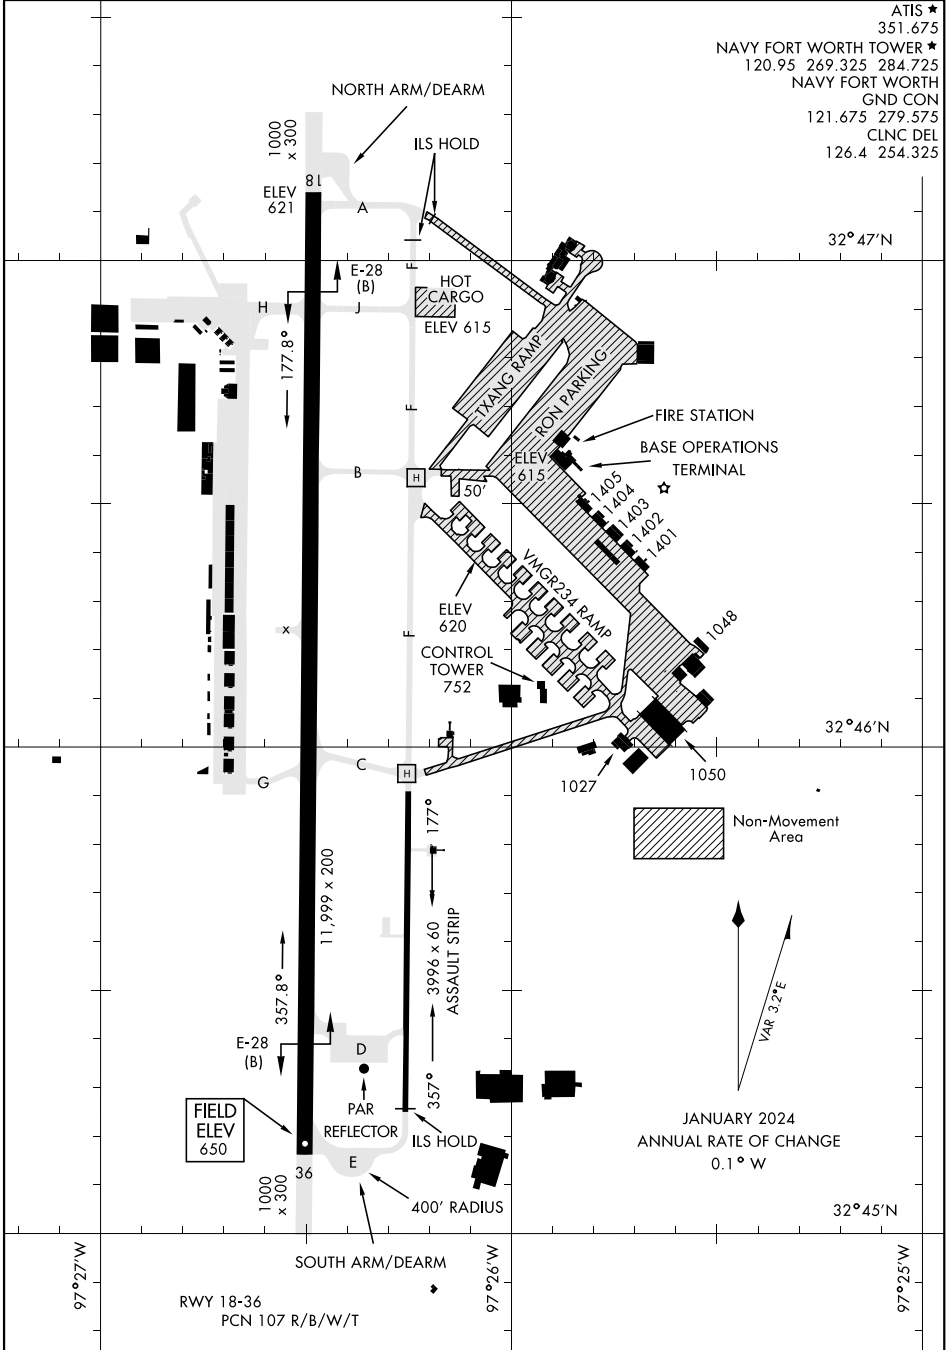 ATIS ★
351.675
NAVY FORT WORTH TOWER ★
120.95 269.325 284.725
NAVY FORT WORTH
GND CON
121.675 279.575
CLNC DEL
126.4 254.325
NORTH ARM/DEARM
1000
x 300
ILS HOLD
18
ELEV
621
A
32°47'N
E-28
(B)
F
HOT
CARGO
H
J
ELEV 615
177.8°
TXANG RAMP
RON PARKING
F
FIRE STATION
BASE OPERATIONS
TERMINAL
ELEV
615
B
H
50'
1405
1404
1403
1402
1401
VMGR234 RAMP
ELEV
620
x
F
1048
CONTROL
TOWER
752
32°46'N
C
H
G
1027
1050
177°
Non-Movement
Area
11,999 x 200
3996 x 60
ASSAULT STRIP
357.8°
VAR 3.2°E
E-28
(B)
D
357°
PAR
REFLECTOR
FIELD
ELEV
650
ILS HOLD
JANUARY 2024
ANNUAL RATE OF CHANGE
0.1° W
E
36
1000
x 300
400' RADIUS
32°45'N
SOUTH ARM/DEARM
97°27'W
97°26'W
97°25'W
RWY 18-36
PCN 107 R/B/W/T